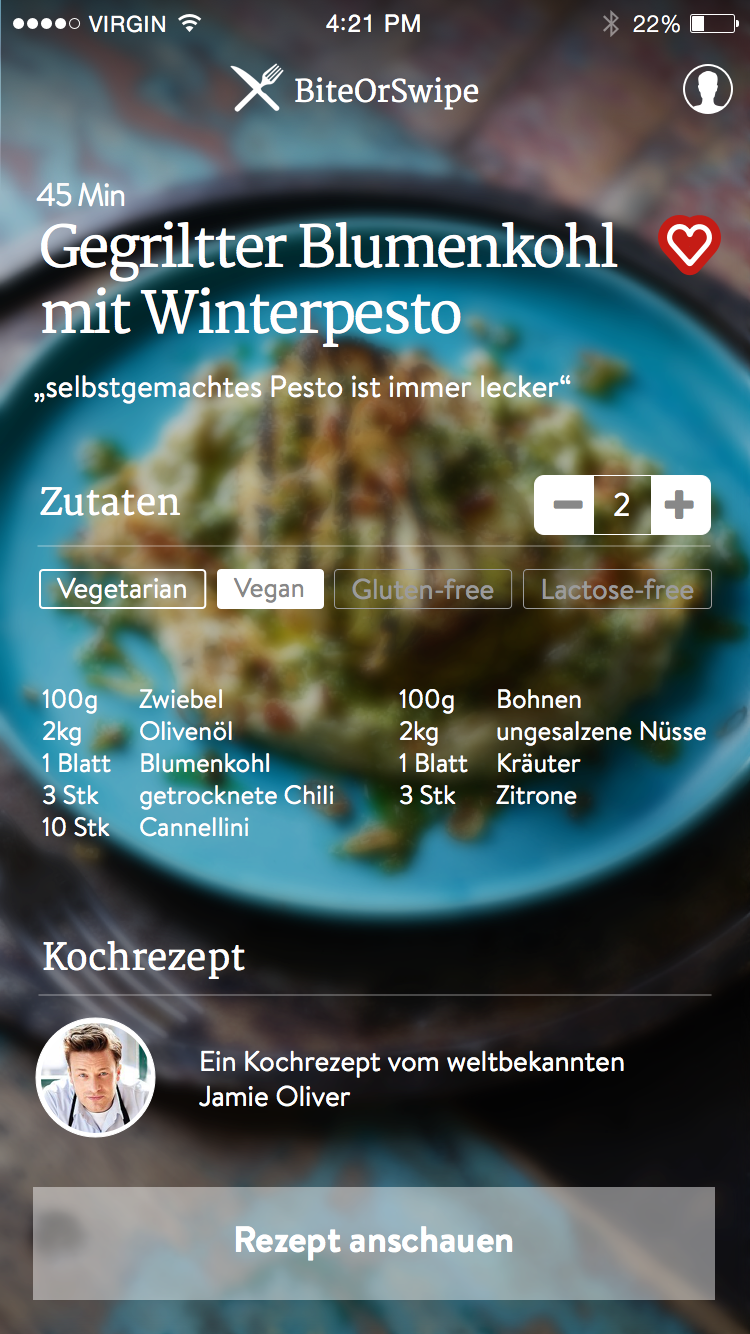 VIRGIN 4:21 PM 22%
BiteOrSwipe
45 Min
Gegriltter Blumenkohl
mit Winterpesto
„selbstgemachtes Pesto ist immer lecker“
Zutaten 2
Vegetarian Vegan Gluten-free Lactose-free
100g Zwiebel
2kg Olivenöl
1 Blatt Blumenkohl
3 Stk getrocknete Chili
10 Stk Cannellini
100g Bohnen
2kg ungesalzene Nüsse
1 Blatt Kräuter
3 Stk Zitrone
Kochrezept
Ein Kochrezept vom weltbekannten
Jamie Oliver
Rezept anschauen